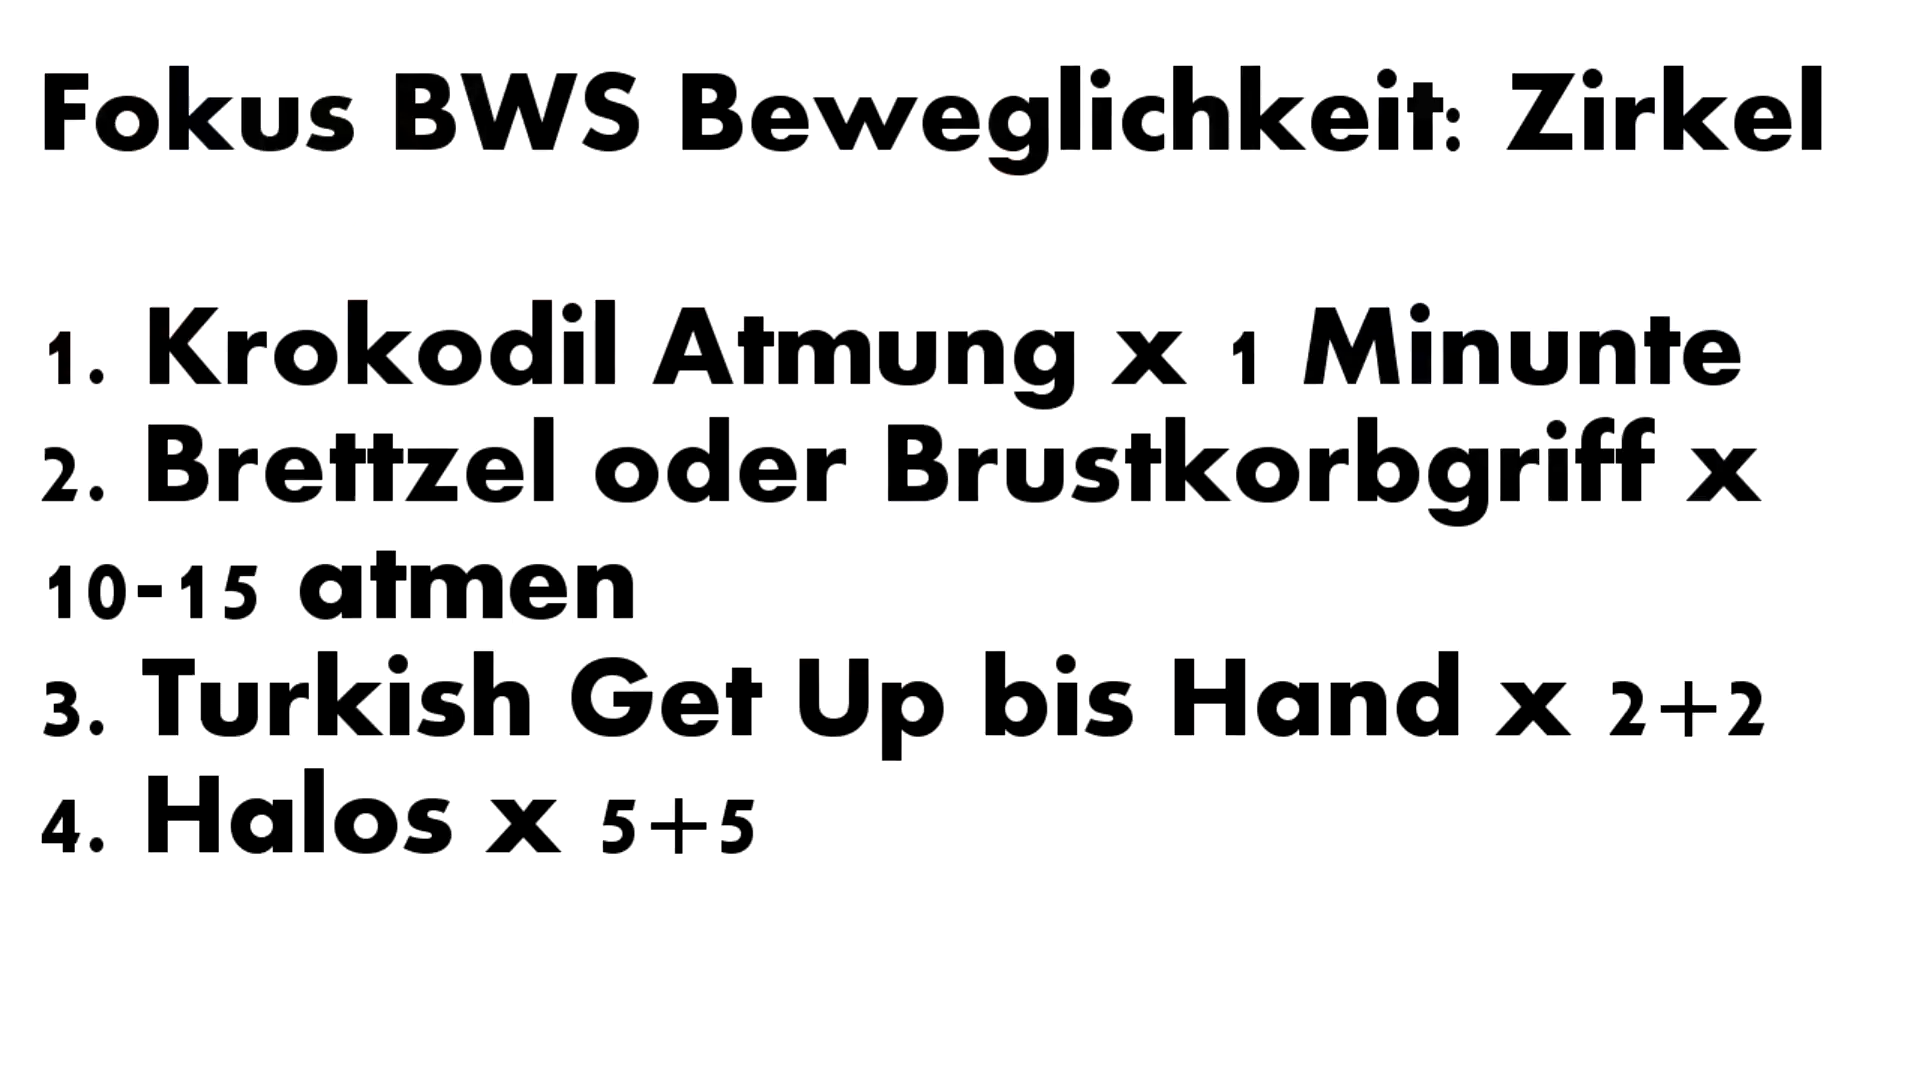 Fokus BWS Beweglichkeit: Zirkel
1. Krokodil Atmung x 1 Minunte
2. Brettzel oder Brustkorbgriff x
10-15 atmen
3. Turkish Get Up bis Hand x 2+2
4. Halos x 5+5